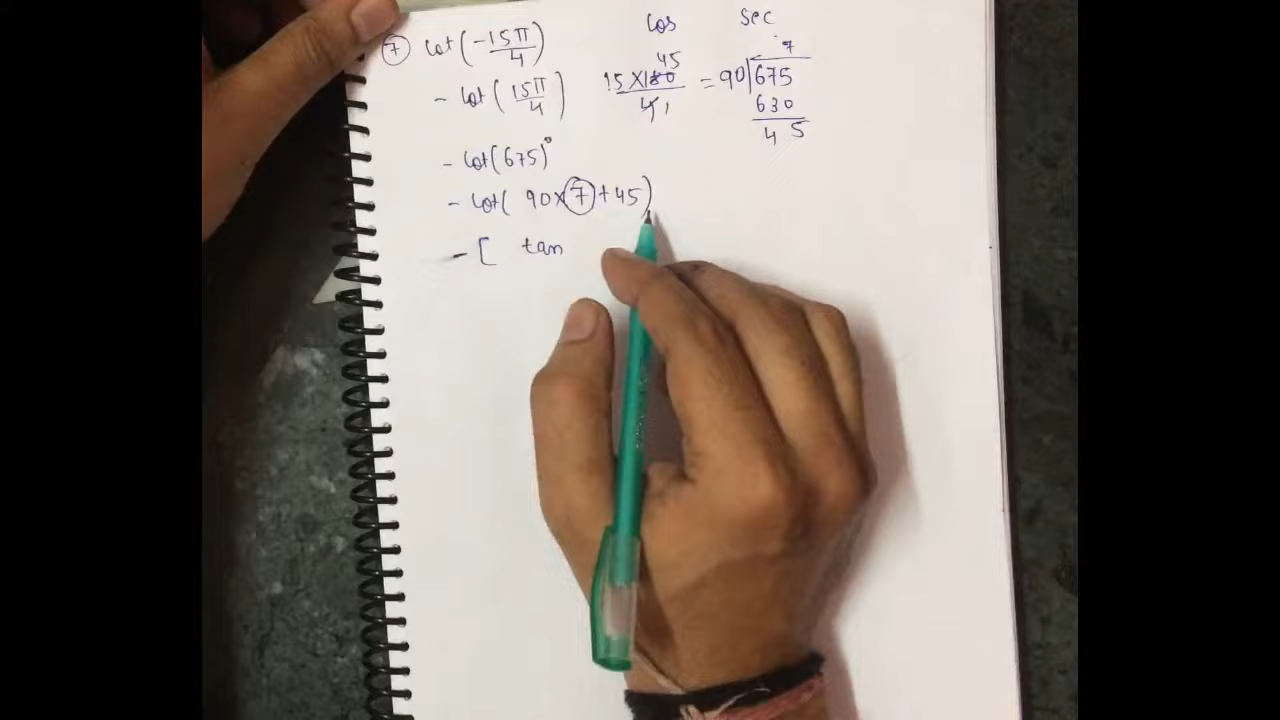 cos sec
⑦ cot(-15π/4)
- cot(15π/4) 15×180/4 = 90)675
45 1 7
630
45
- cot(675)°
- cot( 90×7+45)
- [ tan